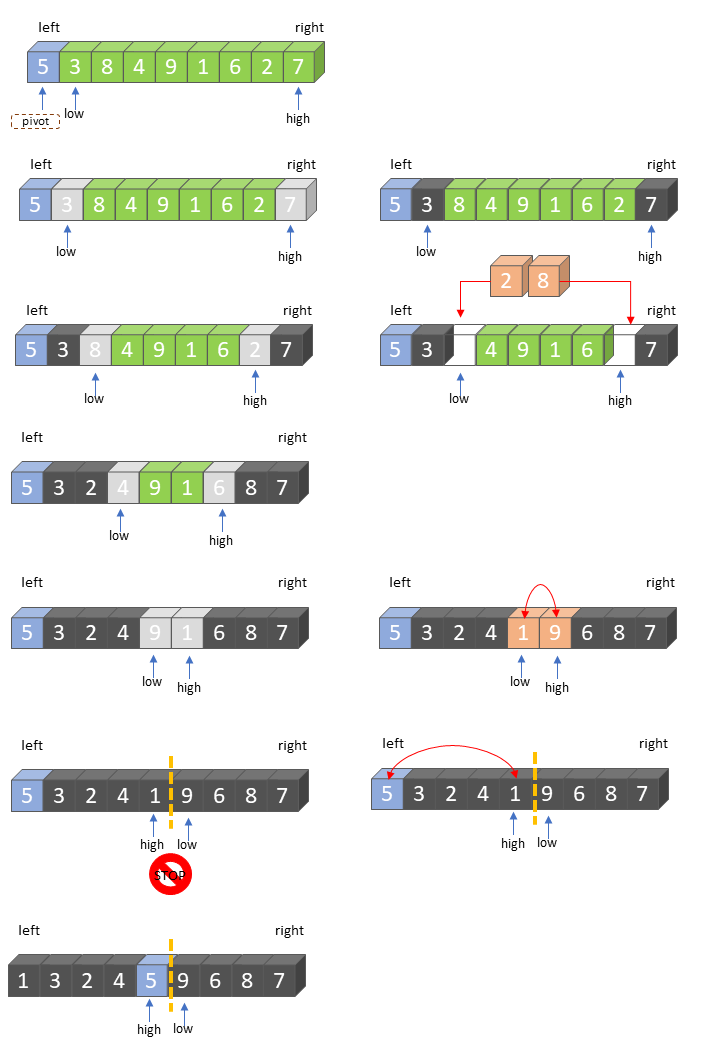 left right
5 3 8 4 9 1 6 2 7
pivot low high
left right left right
5 3 8 4 9 1 6 2 7 5 3 8 4 9 1 6 2 7
low high low high
2 8
left right left right
5 3 8 4 9 1 6 2 7 5 3 4 9 1 6 7
low high low high
left right
5 3 2 4 9 1 6 8 7
low high
left right left right
5 3 2 4 9 1 6 8 7 5 3 2 4 1 9 6 8 7
low high low high
left right left right
5 3 2 4 1 9 6 8 7 5 3 2 4 1 9 6 8 7
high low high low
STOP
left right
1 3 2 4 5 9 6 8 7
high low